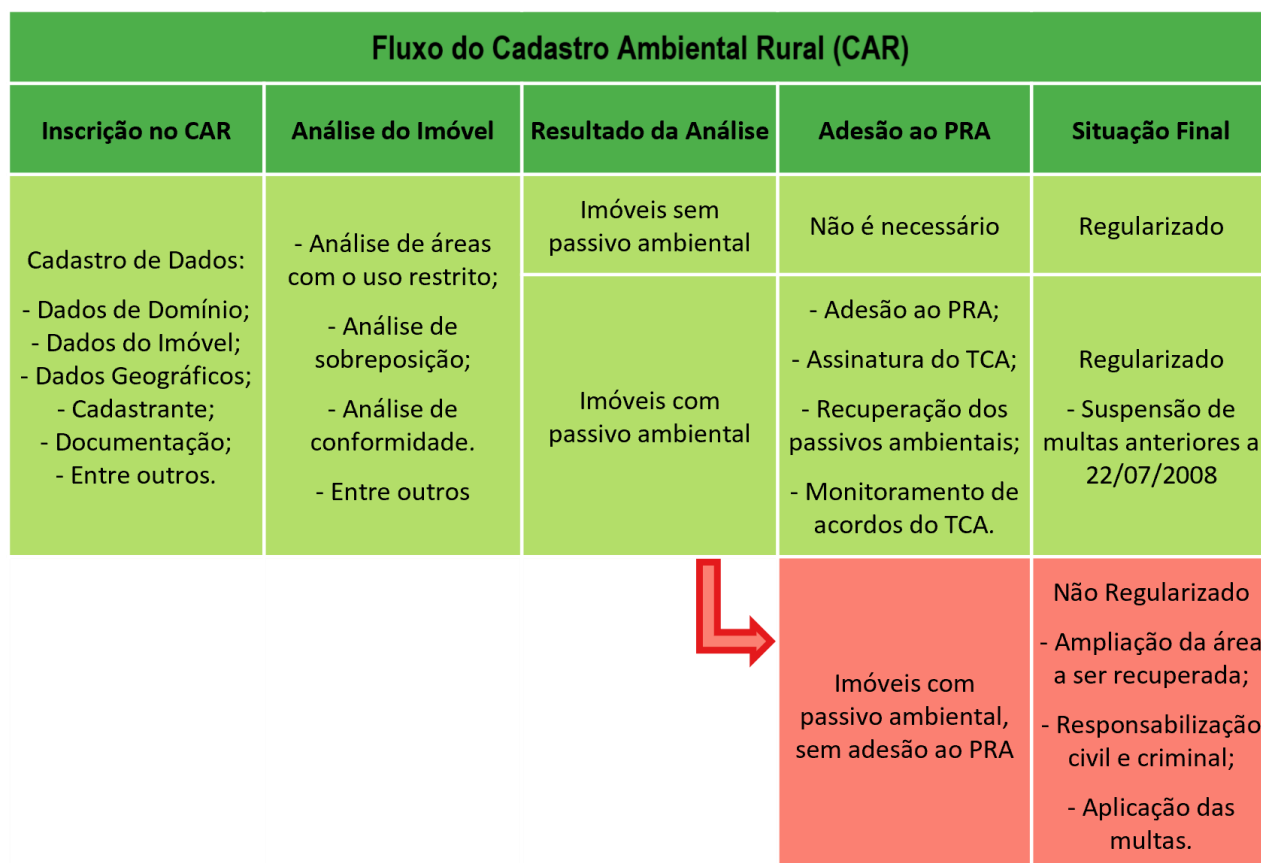 Fluxo do Cadastro Ambiental Rural (CAR)
Inscrição no CAR
Análise do Imóvel
Resultado da Análise
Adesão ao PRA
Situação Final
Cadastro de Dados:
- Dados de Domínio;
- Dados do Imóvel;
- Dados Geográficos;
- Cadastrante;
- Documentação;
- Entre outros.
- Análise de áreas
com o uso restrito;
- Análise de
sobreposição;
- Análise de
conformidade.
- Entre outros
Imóveis sem
passivo ambiental
Não é necessário
Regularizado
Imóveis com
passivo ambiental
- Adesão ao PRA;
- Assinatura do TCA;
- Recuperação dos
passivos ambientais;
- Monitoramento de
acordos do TCA.
Regularizado
- Suspensão de
multas anteriores a
22/07/2008
Imóveis com
passivo ambiental,
sem adesão ao PRA
Não Regularizado
- Ampliação da área
a ser recuperada;
- Responsabilização
civil e criminal;
- Aplicação das
multas.